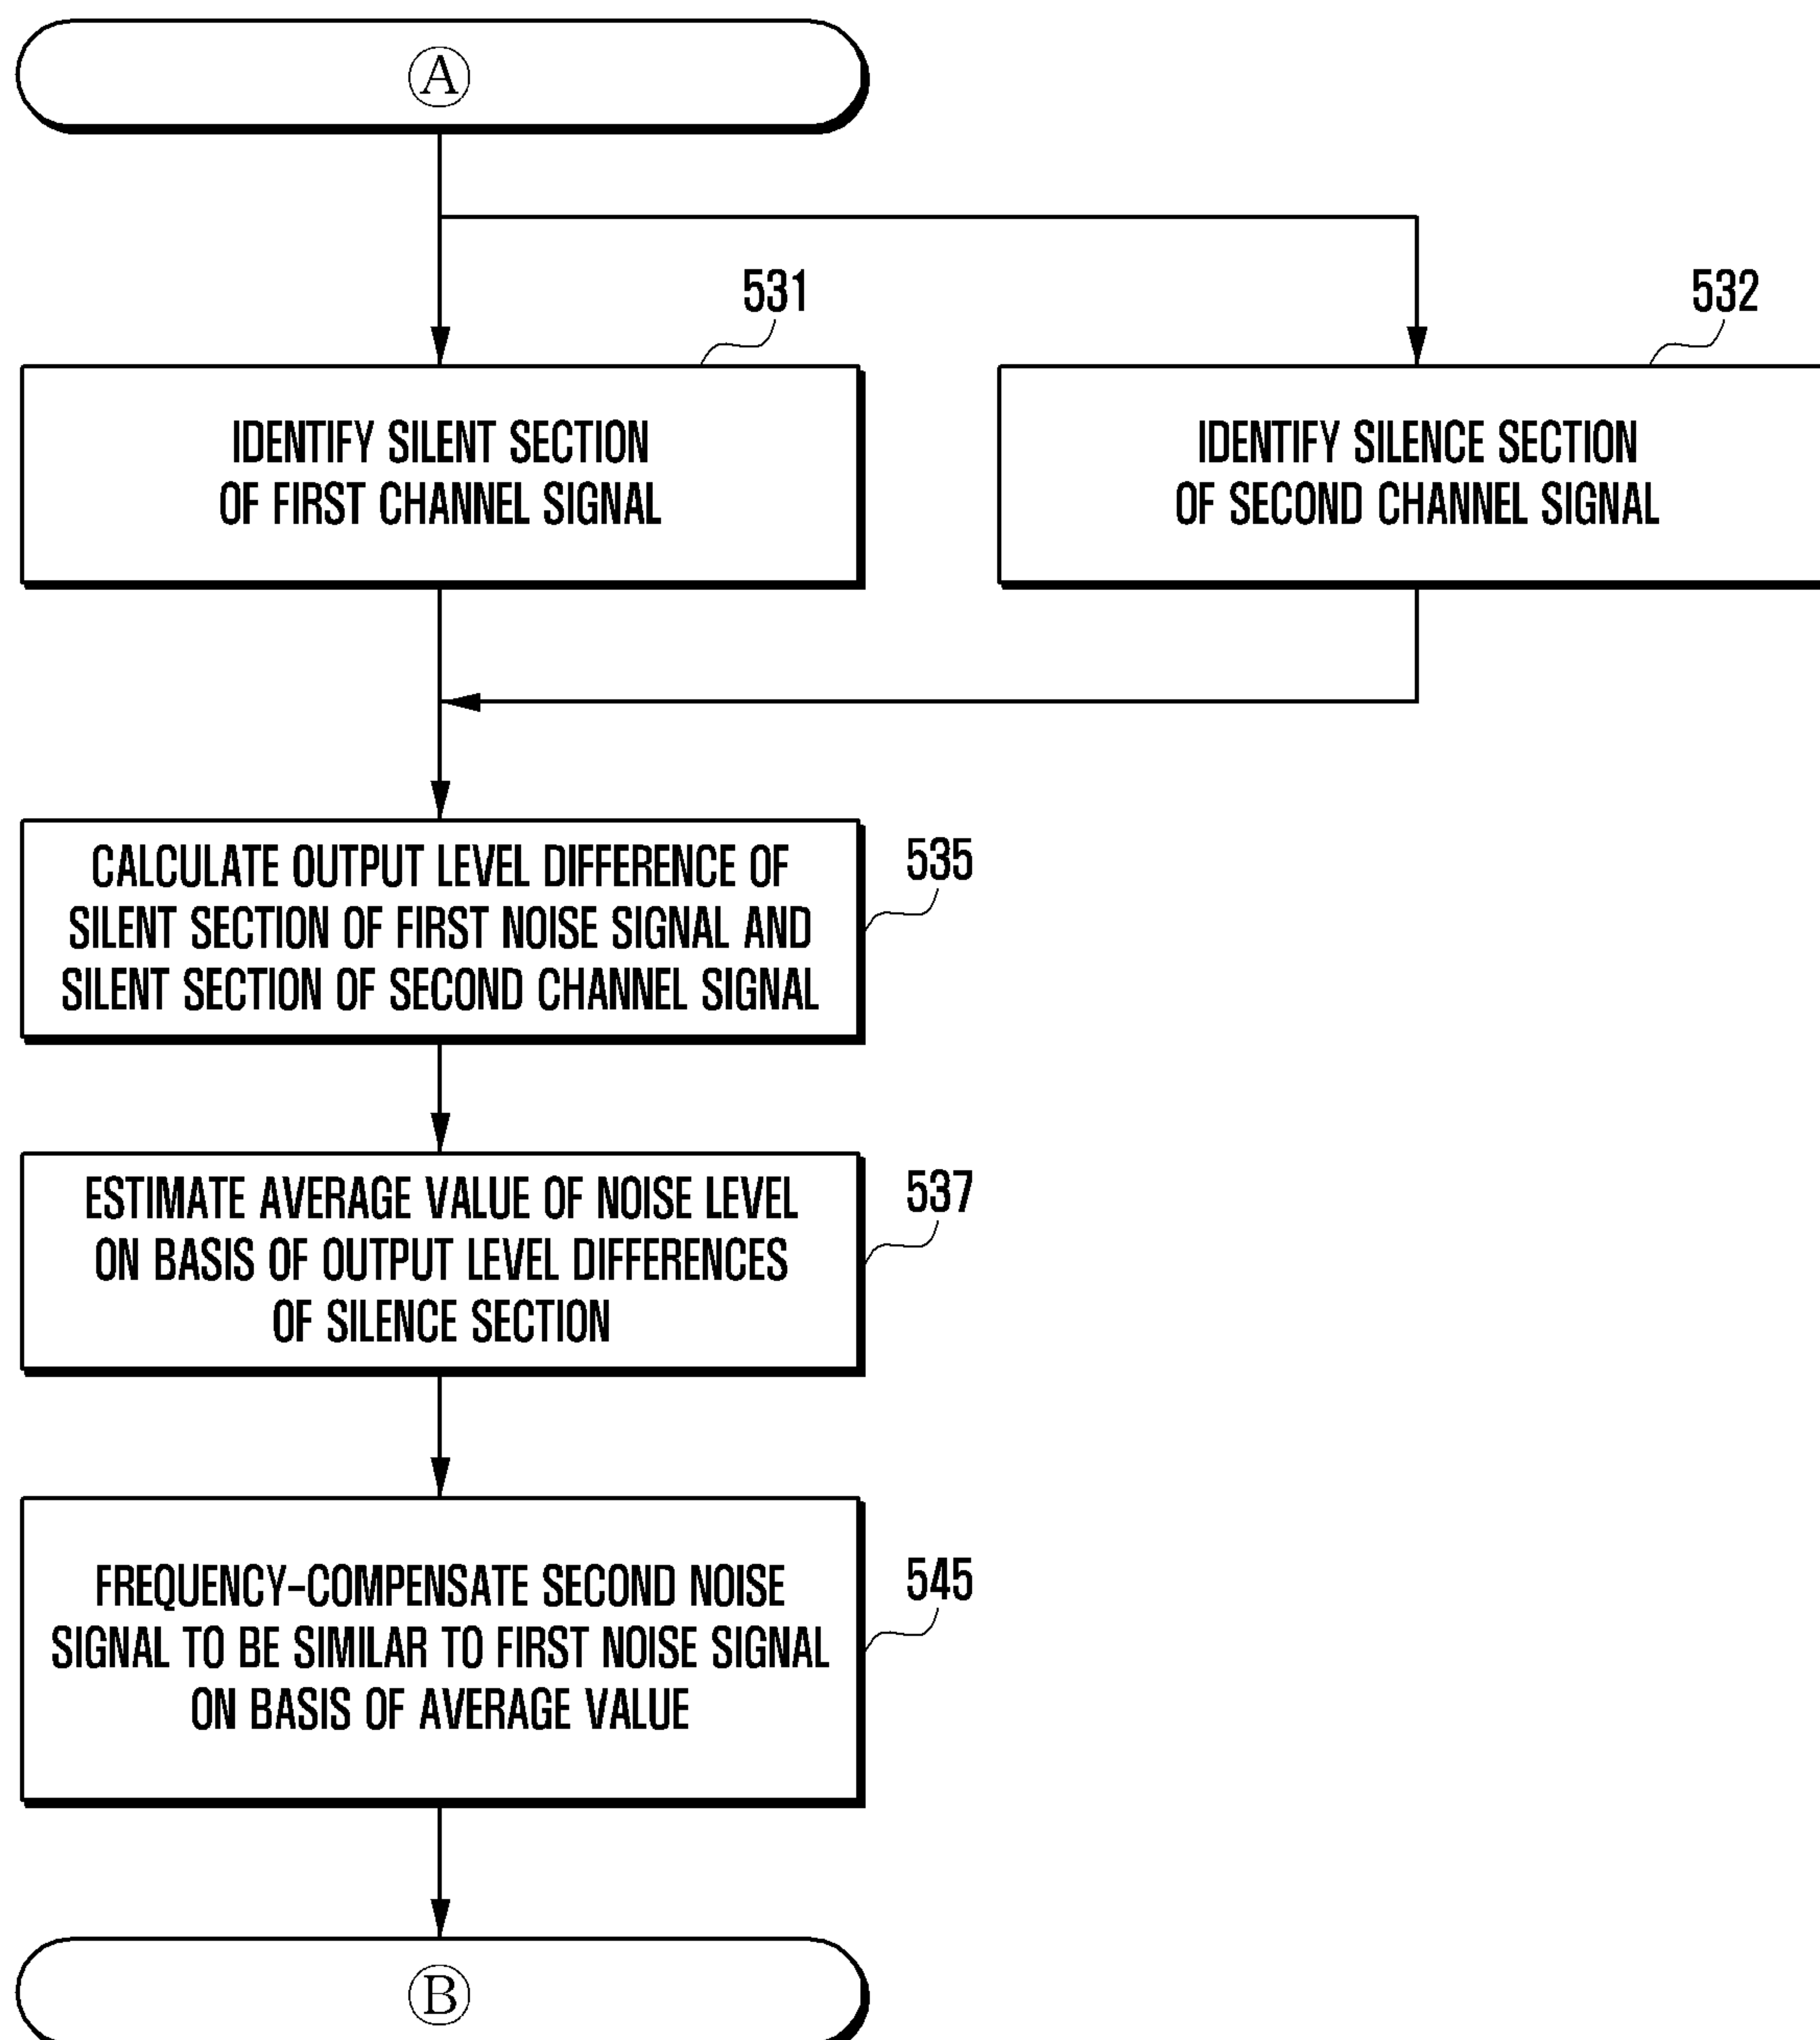 Ⓐ
531
532
IDENTIFY SILENT SECTION
OF FIRST CHANNEL SIGNAL
IDENTIFY SILENCE SECTION
OF SECOND CHANNEL SIGNAL
CALCULATE OUTPUT LEVEL DIFFERENCE OF
SILENT SECTION OF FIRST NOISE SIGNAL AND
SILENT SECTION OF SECOND CHANNEL SIGNAL
535
ESTIMATE AVERAGE VALUE OF NOISE LEVEL
ON BASIS OF OUTPUT LEVEL DIFFERENCES
OF SILENCE SECTION
537
FREQUENCY-COMPENSATE SECOND NOISE
SIGNAL TO BE SIMILAR TO FIRST NOISE SIGNAL
ON BASIS OF AVERAGE VALUE
545
Ⓑ